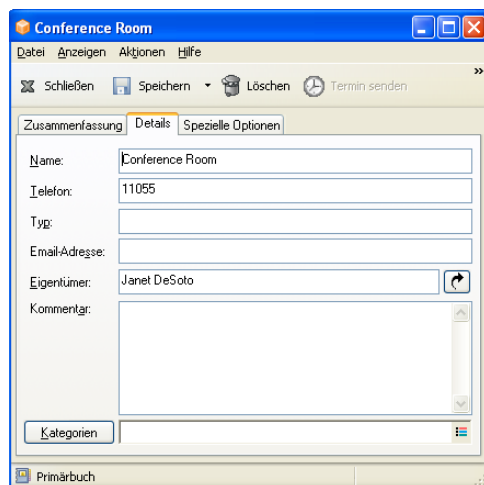 Conference Room
Datei Anzeigen Aktionen Hilfe
»
Schließen Speichern Löschen Termin senden
Zusammenfassung Details Spezielle Optionen
Name: Conference Room
Telefon: 11055
Typ:
Email-Adresse:
Eigentümer: Janet DeSoto
Kommentar:
Kategorien
Primärbuch